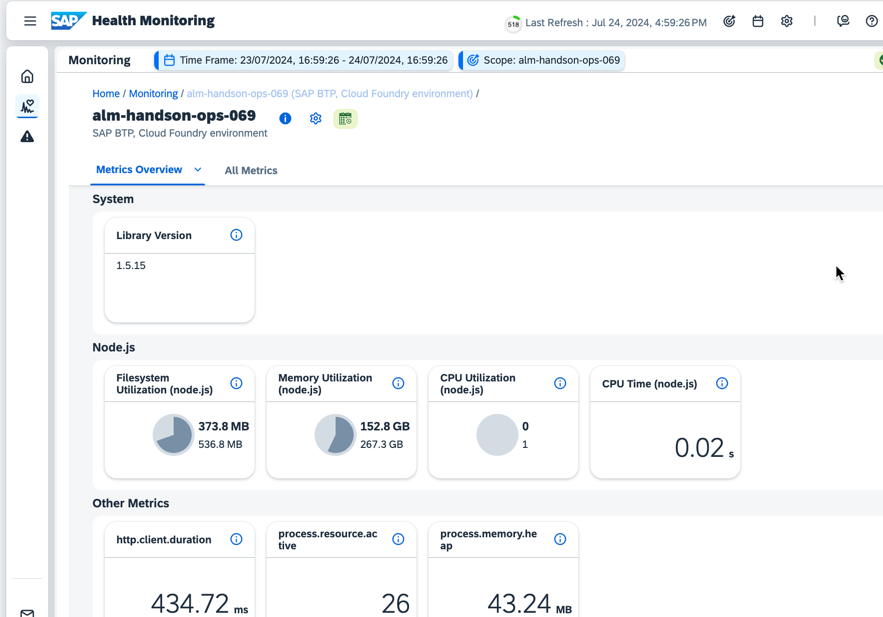 SAP Health Monitoring
518 Last Refresh : Jul 24, 2024, 4:59:26 PM
Monitoring
Time Frame: 23/07/2024, 16:59:26 - 24/07/2024, 16:59:26
Scope: alm-handson-ops-069
Home / Monitoring / alm-handson-ops-069 (SAP BTP, Cloud Foundry environment) /
alm-handson-ops-069
SAP BTP, Cloud Foundry environment
Metrics Overview
All Metrics
System
Library Version
1.5.15
Node.js
Filesystem
Utilization (node.js)
373.8 MB
536.8 MB
Memory Utilization
(node.js)
152.8 GB
267.3 GB
CPU Utilization
(node.js)
0
1
CPU Time (node.js)
0.02 s
Other Metrics
http.client.duration
434.72 ms
process.resource.ac
tive
26
process.memory.he
ap
43.24 MB